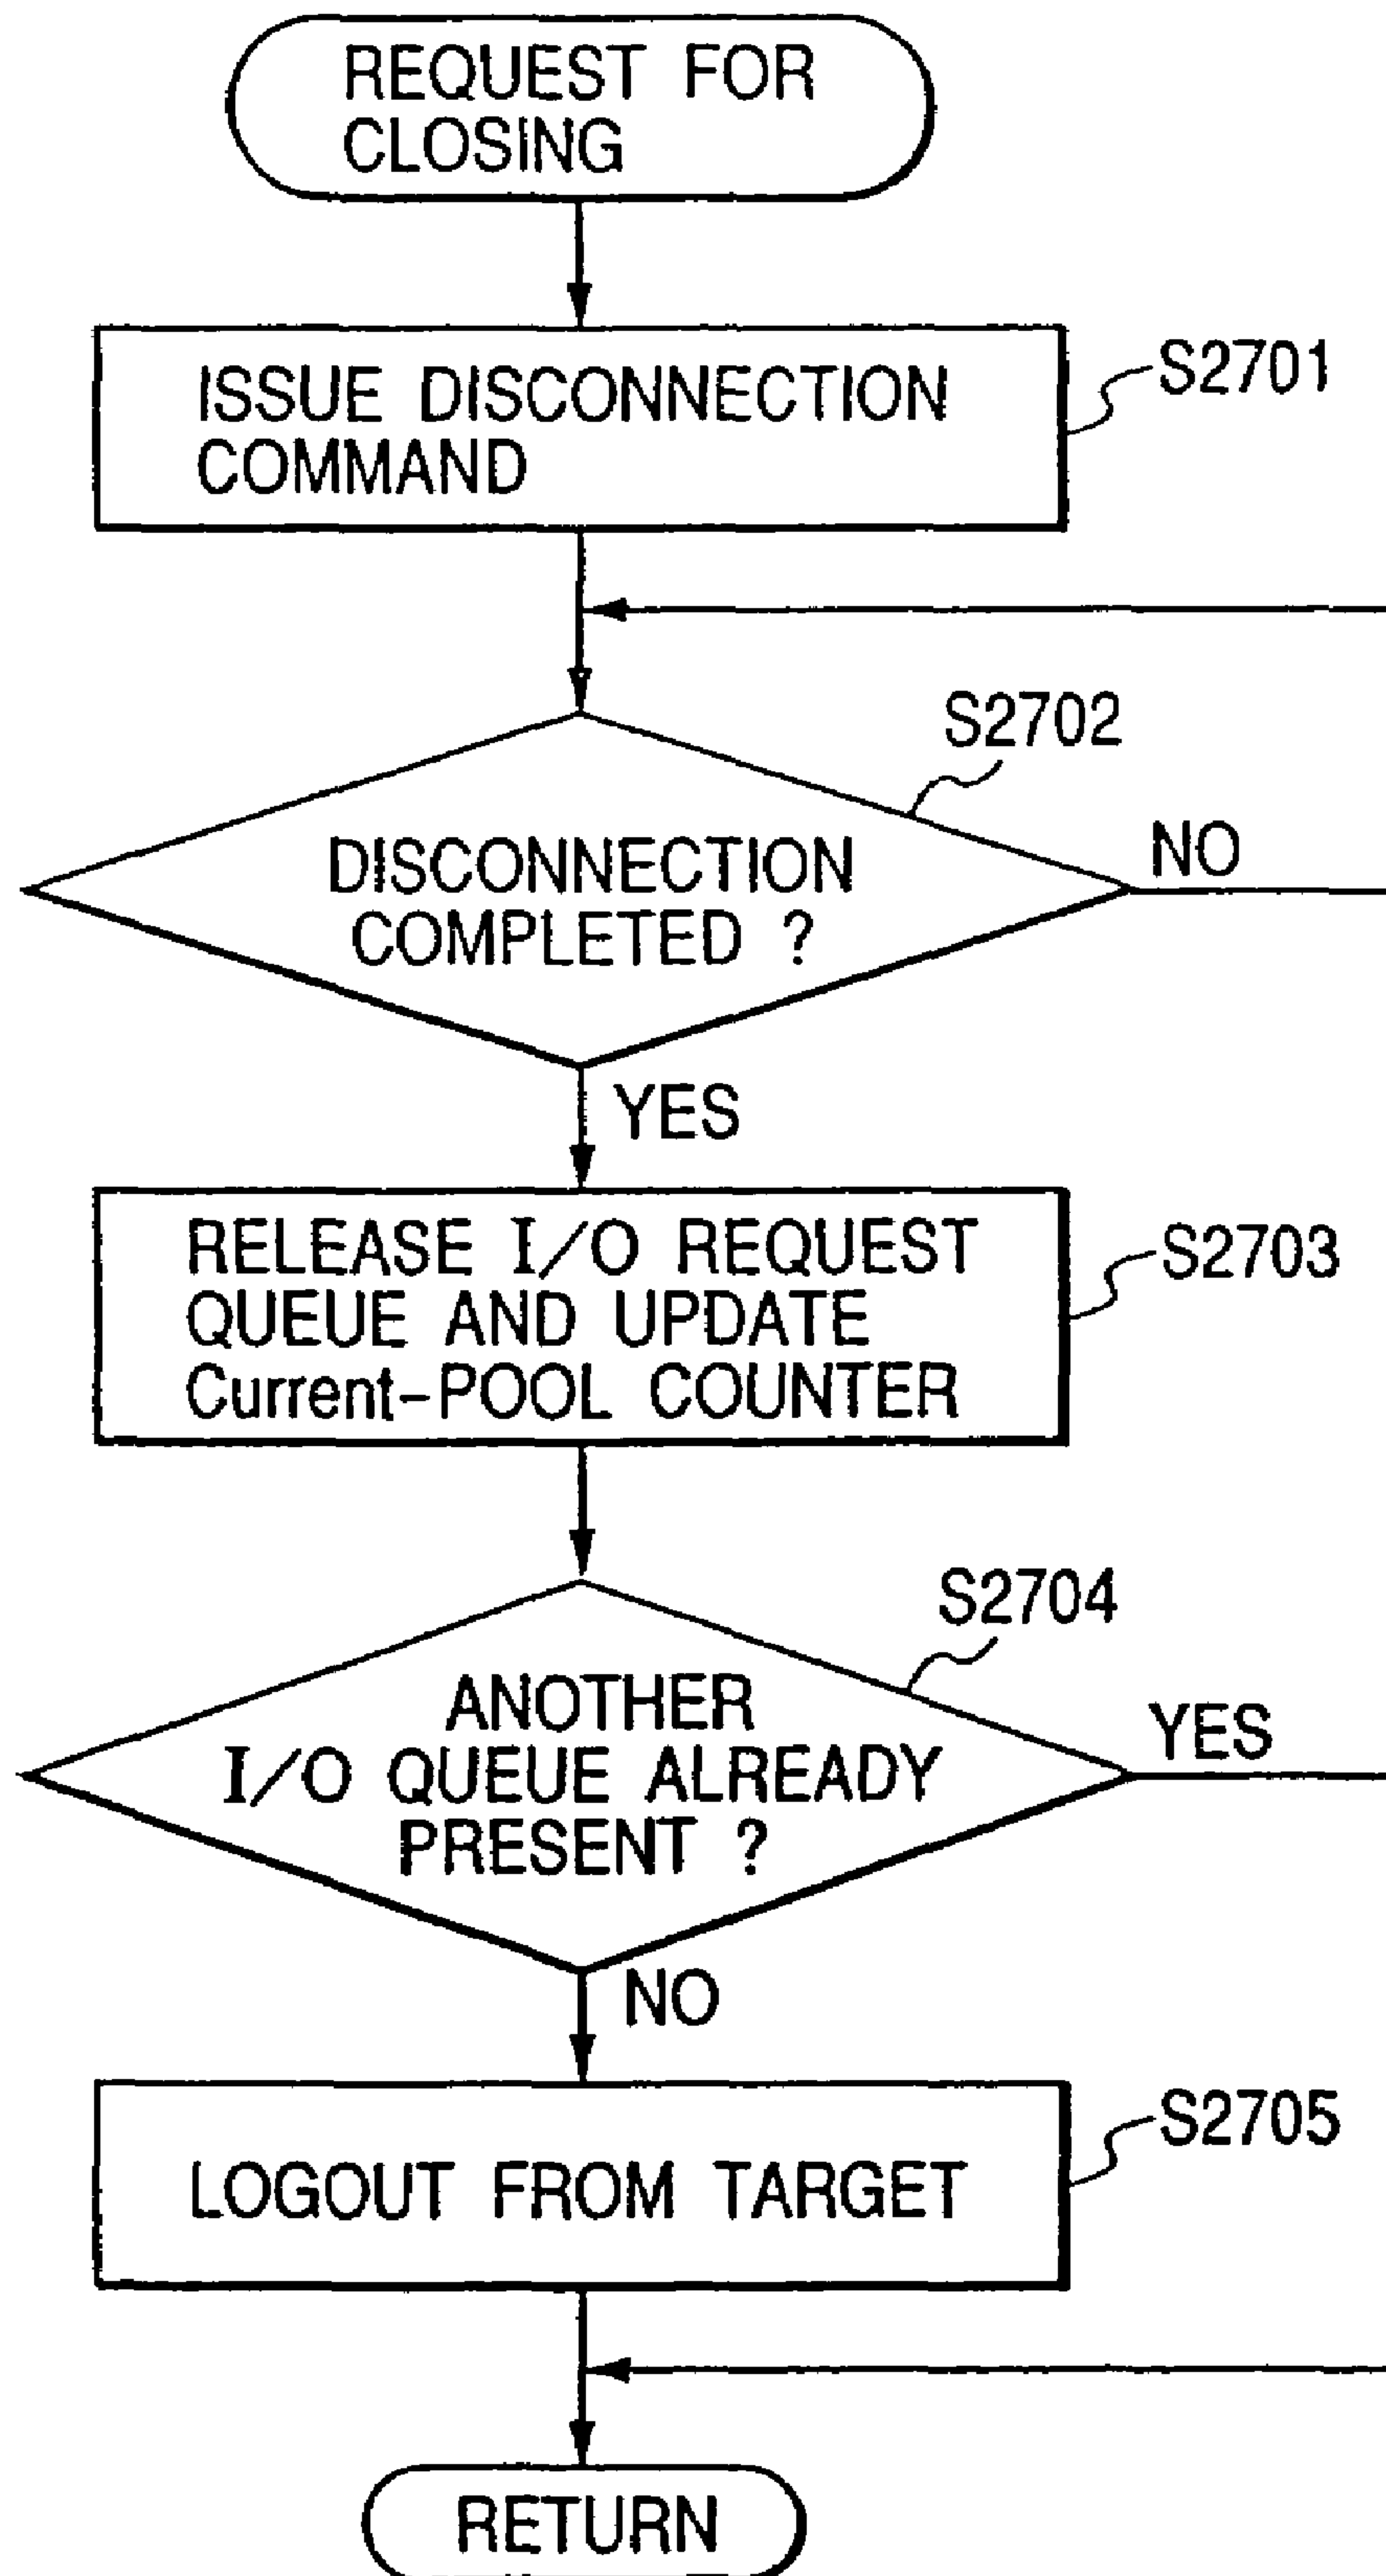 REQUEST FOR
CLOSING
ISSUE DISCONNECTION
COMMAND
S2701
S2702
DISCONNECTION
COMPLETED ?
NO
YES
RELEASE I/O REQUEST
QUEUE AND UPDATE
Current-POOL COUNTER
S2703
S2704
ANOTHER
I/O QUEUE ALREADY
PRESENT ?
YES
NO
LOGOUT FROM TARGET
S2705
RETURN